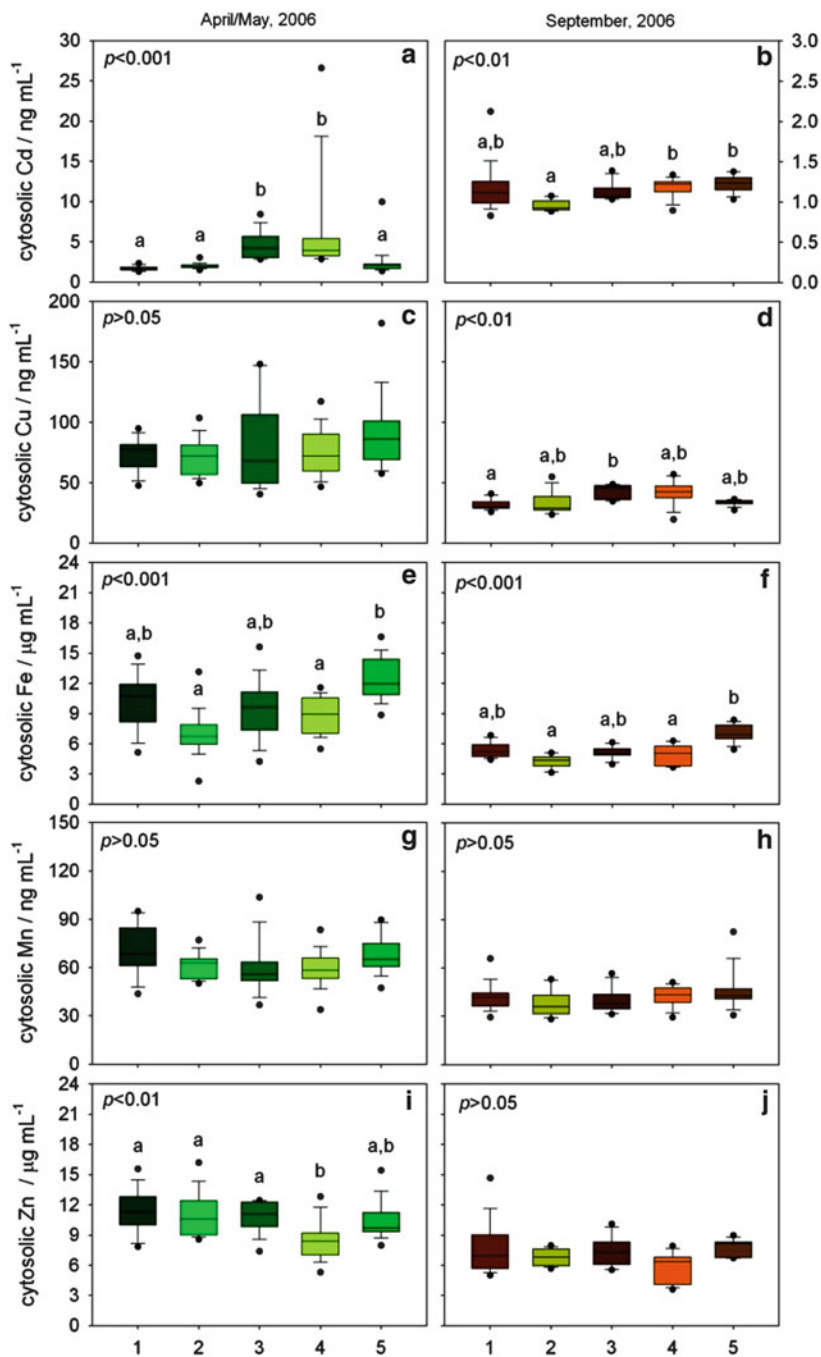 April/May, 2006
September, 2006
cytosolic Cd / ng mL⁻¹
30
25
20
15
10
5
0
p<0.001
a
a
a
b
b
a
p<0.01
b
a,b
a
a,b
b
b
3.0
2.5
2.0
1.5
1.0
0.5
0.0
cytosolic Cu / ng mL⁻¹
200
150
100
50
0
p>0.05
c
p<0.01
d
a
a,b
b
a,b
a,b
cytosolic Fe / µg mL⁻¹
24
21
18
15
12
9
6
3
0
p<0.001
e
a,b
a
a,b
a
b
p<0.001
f
a,b
a
a,b
a
b
cytosolic Mn / ng mL⁻¹
150
120
90
60
30
0
p>0.05
g
p>0.05
h
cytosolic Zn / µg mL⁻¹
24
21
18
15
12
9
6
3
0
p<0.01
i
a
a
a
b
a,b
p>0.05
j
1 2 3 4 5
1 2 3 4 5